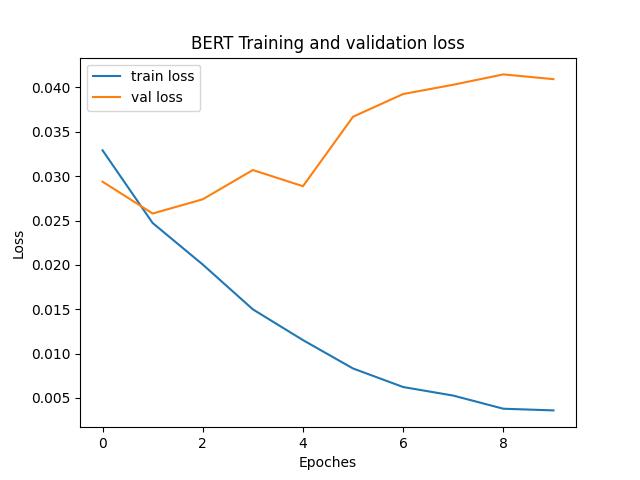 BERT Training and validation loss
train loss
val loss
0.040
0.035
0.030
0.025
0.020
0.015
0.010
0.005
Loss
0 2 4 6 8
Epoches